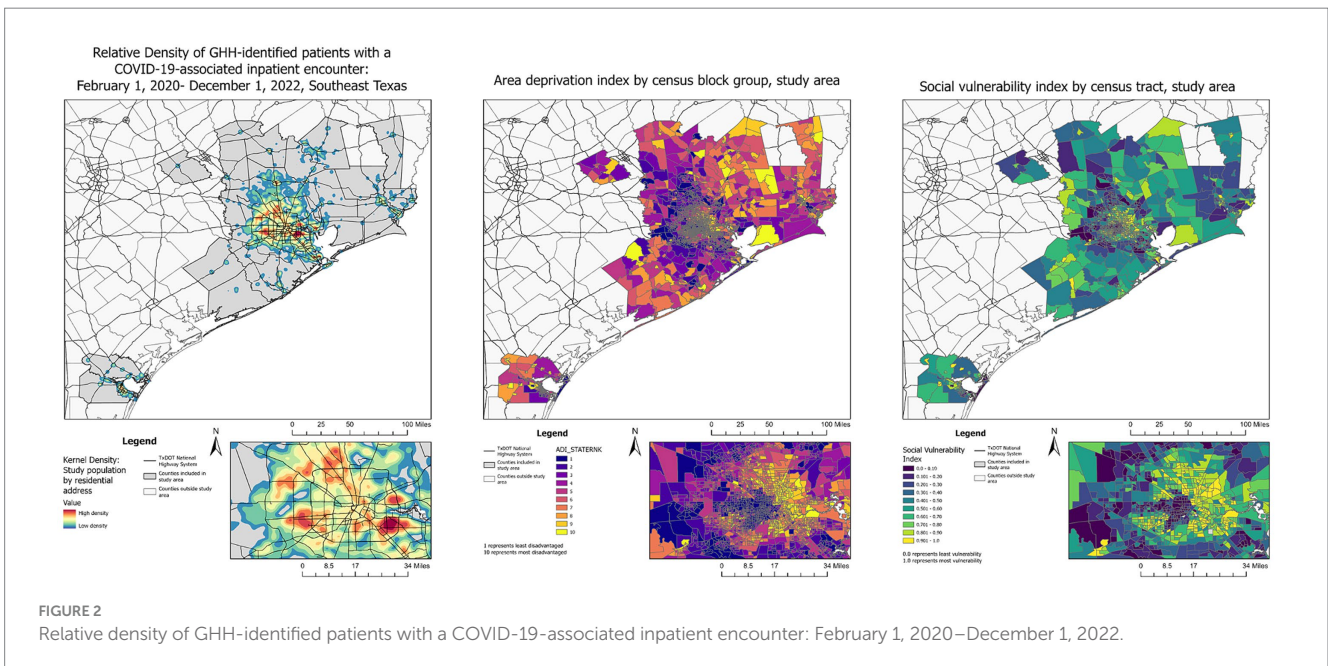 Relative Density of GHH-identified patients with a
COVID-19-associated inpatient encounter:
February 1, 2020- December 1, 2022, Southeast Texas
0 25 50 100 Miles
Legend
Kernel Density:
Study population
by residential
address
Value
High density
Low density
TxDOT National
Highway System
Counties included in
study area
Counties outside study
area
N
0 8.5 17 34 Miles
Area deprivation index by census block group, study area
0 25 50 100 Miles
Legend
ADI_STATERNK
1
2
3
4
5
6
7
8
9
10
1 represents least disadvantaged
10 represents most disadvantaged
TxDOT National
Highway System
Counties included in
study area
Counties outside study
area
N
0 8.5 17 34 Miles
Social vulnerability index by census tract, study area
0 25 50 100 Miles
Legend
Social Vulnerability
Index
0.0 - 0.10
0.101 - 0.20
0.201 - 0.30
0.301 - 0.40
0.401 - 0.50
0.501 - 0.60
0.601 - 0.70
0.701 - 0.80
0.801 - 0.90
0.901 - 1.0
0.0 represents least vulnerability
1.0 represents most vulnerability
TxDOT National
Highway System
Counties included in
study area
Counties outside study
area
N
0 8.5 17 34 Miles
FIGURE 2
Relative density of GHH-identified patients with a COVID-19-associated inpatient encounter: February 1, 2020–December 1, 2022.